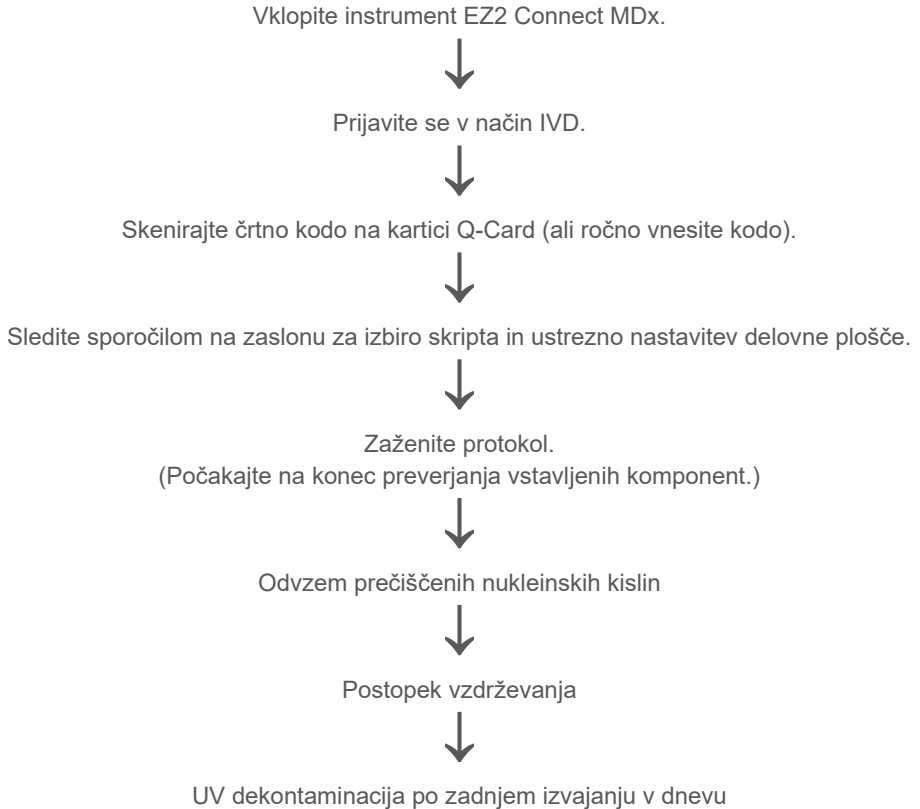 Vklopite instrument EZ2 Connect MDx.
Prijavite se v način IVD.
Skenirajte črtno kodo na kartici Q-Card (ali ročno vnesite kodo).
Sledite sporočilom na zaslonu za izbiro skripta in ustrezno nastavitev delovne plošče.
Zaženite protokol.
(Počakajte na konec preverjanja vstavljenih komponent.)
Odvzem prečiščenih nukleinskih kislin
Postopek vzdrževanja
UV dekontaminacija po zadnjem izvajanju v dnevu